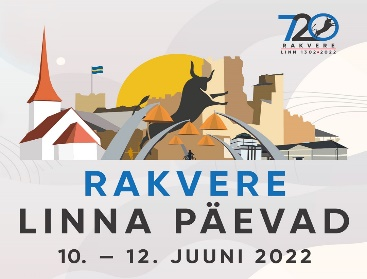 720
RAKVERE
LINN 1302-2022
RAKVERE
LINNA PÄEVAD
10. – 12. JUUNI 2022